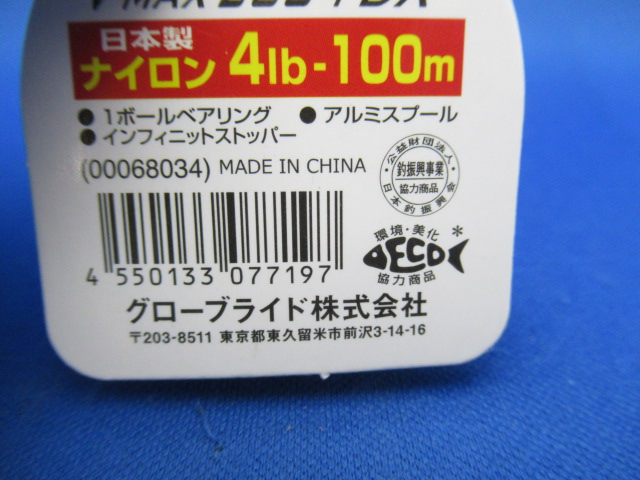 日本製
ナイロン 4lb-100m
● 1ボールベアリング ● アルミスプール
● インフィニットストッパー
(00068034) MADE IN CHINA
公益財団法人
釣振興事業
協力商品
日本釣振興会
環境・美化
DECO *
協力商品
4 550133 077197
グローブライド株式会社
〒203-8511 東京都東久留米市前沢3-14-16